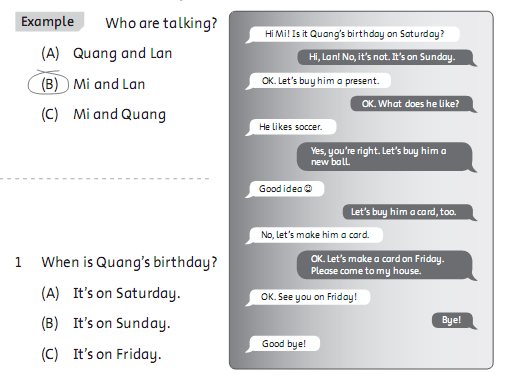 Example Who are talking?
(A) Quang and Lan
(B) Mi and Lan
(C) Mi and Quang
1 When is Quang's birthday?
(A) It's on Saturday.
(B) It's on Sunday.
(C) It's on Friday.
Hi Mi! Is it Quang's birthday on Saturday?
Hi, Lan! No, it's not. It's on Sunday.
OK. Let's buy him a present.
OK. What does he like?
He likes soccer.
Yes, you're right. Let's buy him a
new ball.
Good idea☺
Let's buy him a card, too.
No, let's make him a card.
OK. Let's make a card on Friday.
Please come to my house.
OK. See you on Friday!
Bye!
Good bye!